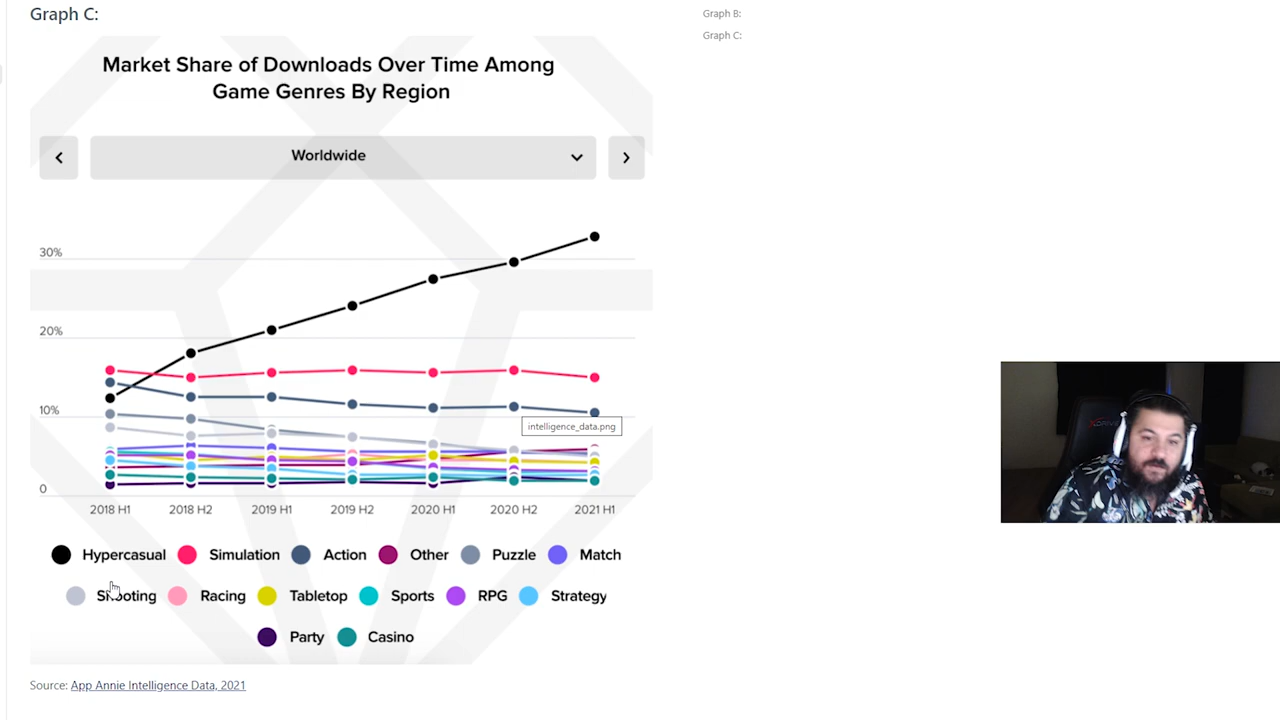 Graph C:
Market Share of Downloads Over Time Among
Game Genres By Region
Worldwide
30%
20%
10%
0
intelligence_data.png
2018 H1 2018 H2 2019 H1 2019 H2 2020 H1 2020 H2 2021 H1
Hypercasual Simulation Action Other Puzzle Match
Shooting Racing Tabletop Sports RPG Strategy
Party Casino
Source: App Annie Intelligence Data, 2021
Graph B:
Graph C: